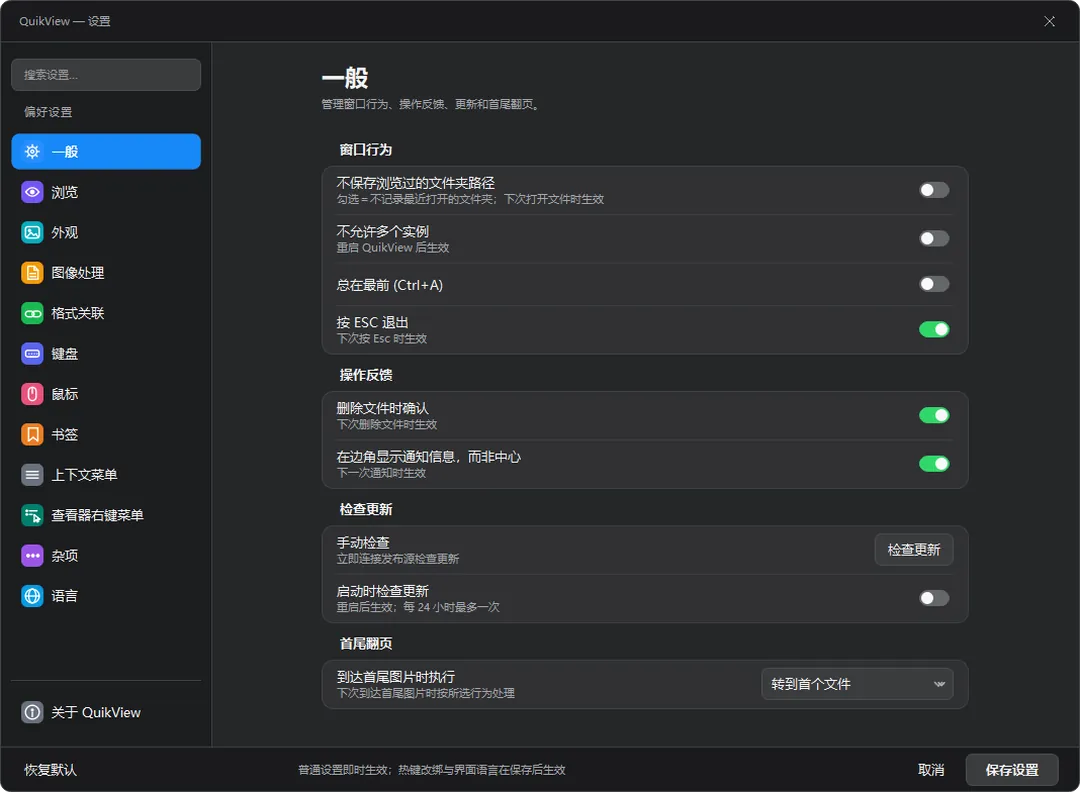 QuikView — 设置
搜索设置...
偏好设置
一般
浏览
外观
图像处理
格式关联
键盘
鼠标
书签
上下文菜单
查看器右键菜单
杂项
语言
关于 QuikView
一般
管理窗口行为、操作反馈、更新和首尾翻页。
窗口行为
不保存浏览过的文件夹路径
勾选 = 不记录最近打开的文件夹；下次打开文件时生效
不允许多个实例
重启 QuikView 后生效
总在最前 (Ctrl+A)
按 ESC 退出
下次按 Esc 时生效
操作反馈
删除文件时确认
下次删除文件时生效
在边角显示通知信息，而非中心
下一次通知时生效
检查更新
手动检查
立即连接发布源检查更新
检查更新
启动时检查更新
重启后生效；每 24 小时最多一次
首尾翻页
到达首尾图片时执行
下次到达首尾图片时按所选行为处理
转到首个文件
恢复默认
普通设置即时生效；热键改绑与界面语言在保存后生效
取消
保存设置